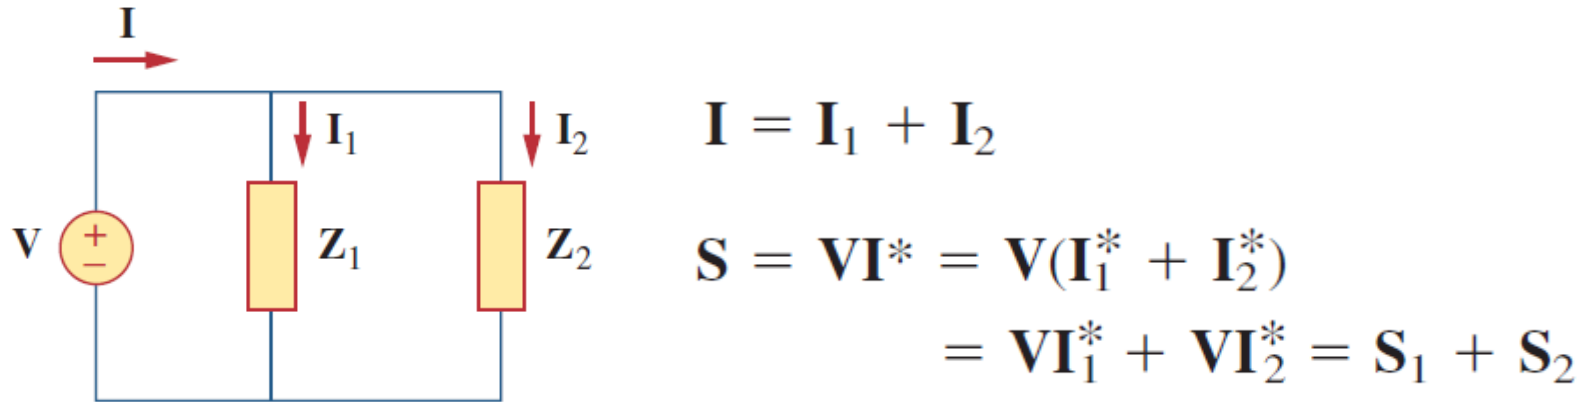 I
I₁
I₂
V
+
−
Z₁
Z₂
I = I₁ + I₂
S = VI* = V(I₁* + I₂*)
= VI₁* + VI₂* = S₁ + S₂